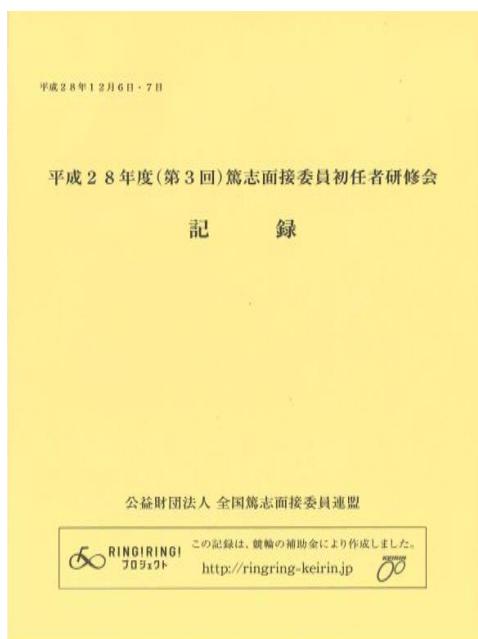 平成２８年１２月６日・７日
平成２８年度（第３回）篤志面接委員初任者研修会
記　録
公益財団法人 全国篤志面接委員連盟
RING!RING!
プロジェクト
この記録は、競輪の補助金により作成しました。
http://ringring-keirin.jp
KEIRIN